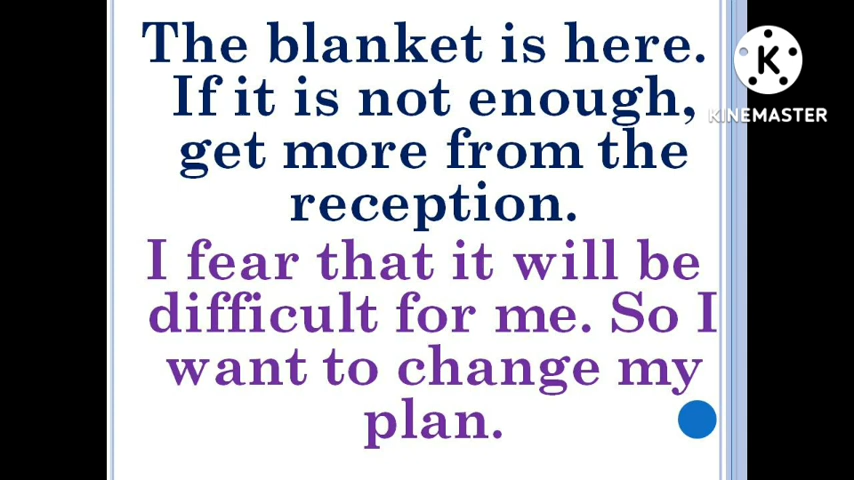 The blanket is here.
If it is not enough,
get more from the
reception.
I fear that it will be
difficult for me. So I
want to change my
plan.
K
KINEMASTER